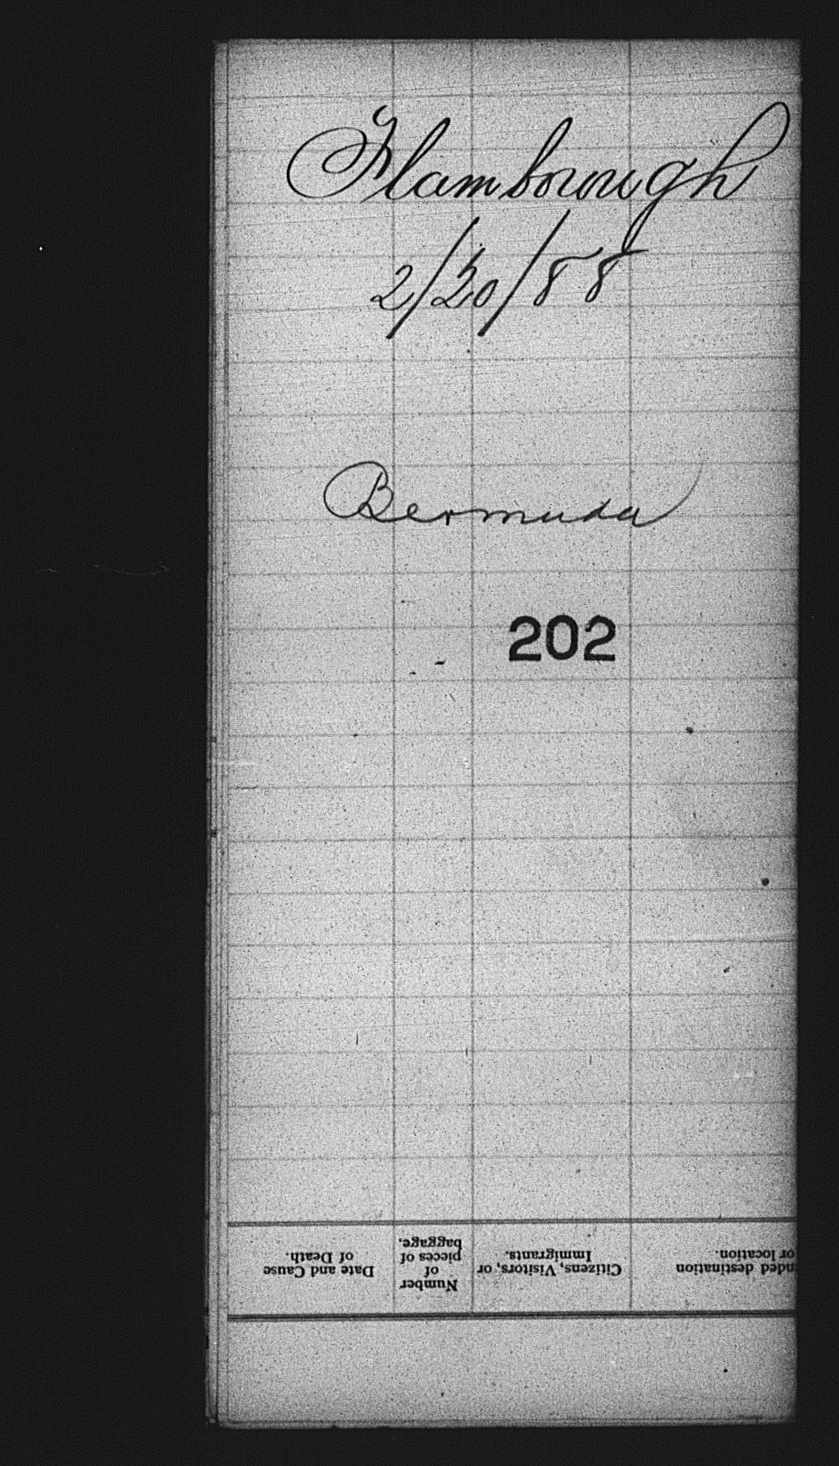 Flamborough
2/20/88
Bermuda
202
Date and Cause
of Death.
Number
of
pieces of
baggage.
Citizens, Visitors, or
Immigrants.
nded destination
or location.